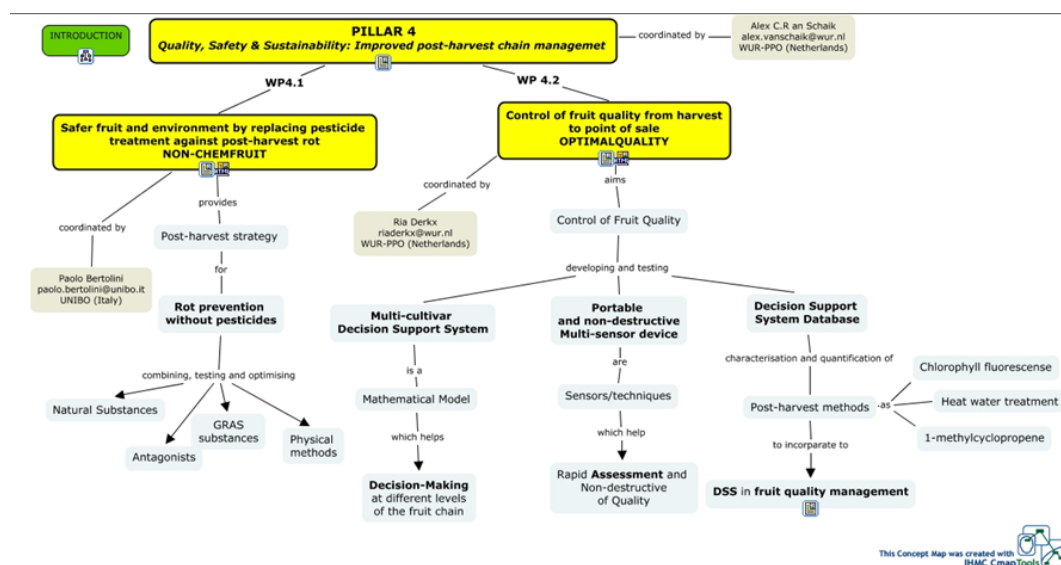 INTRODUCTION
PILLAR 4
Quality, Safety & Sustainability: Improved post-harvest chain managemet
coordinated by
Alex C.R an Schaik
alex.vanschaik@wur.nl
WUR-PPO (Netherlands)
WP4.1
WP 4.2
Safer fruit and environment by replacing pesticide
treatment against post-harvest rot
NON-CHEMFRUIT
Control of fruit quality from harvest
to point of sale
OPTIMALQUALITY
coordinated by
provides
coordinated by
aims
Paolo Bertolini
paolo.bertolini@unibo.it
UNIBO (Italy)
Post-harvest strategy
for
Rot prevention
without pesticides
combining, testing and optimising
Natural Substances
Antagonists
GRAS
substances
Physical
methods
Ria Derkx
riaderkx@wur.nl
WUR-PPO (Netherlands)
Control of Fruit Quality
developing and testing
Multi-cultivar
Decision Support System
is a
Mathematical Model
which helps
Decision-Making
at different levels
of the fruit chain
Portable
and non-destructive
Multi-sensor device
are
Sensors/techniques
which help
Rapid Assessment and
Non-destructive
of Quality
Decision Support
System Database
characterisation and quantification of
Post-harvest methods
-as
Chlorophyll fluorescense
Heat water treatment
1-methylcyclopropene
to incorparate to
DSS in fruit quality management
This Concept Map was created with
IHMC CmapTools